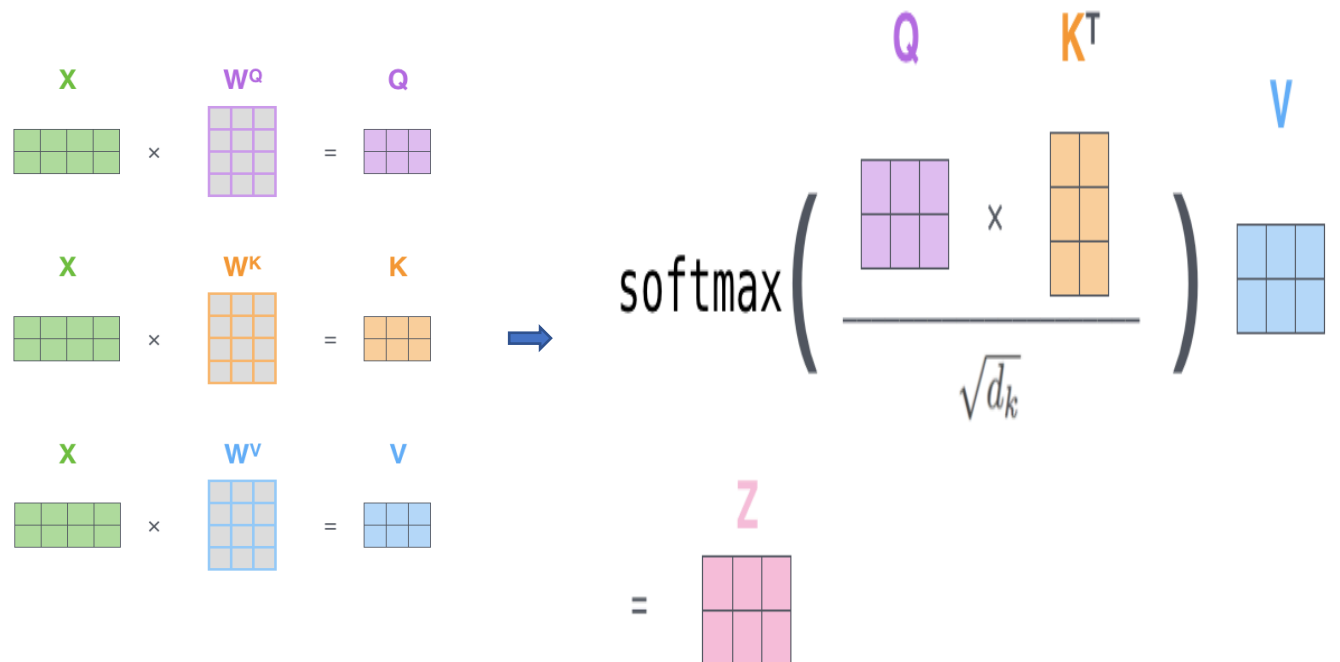 X W^Q Q
× =
X W^K K
× =
X W^V V
× =
Q K^T
V
softmax( × )
√d_k
Z
=